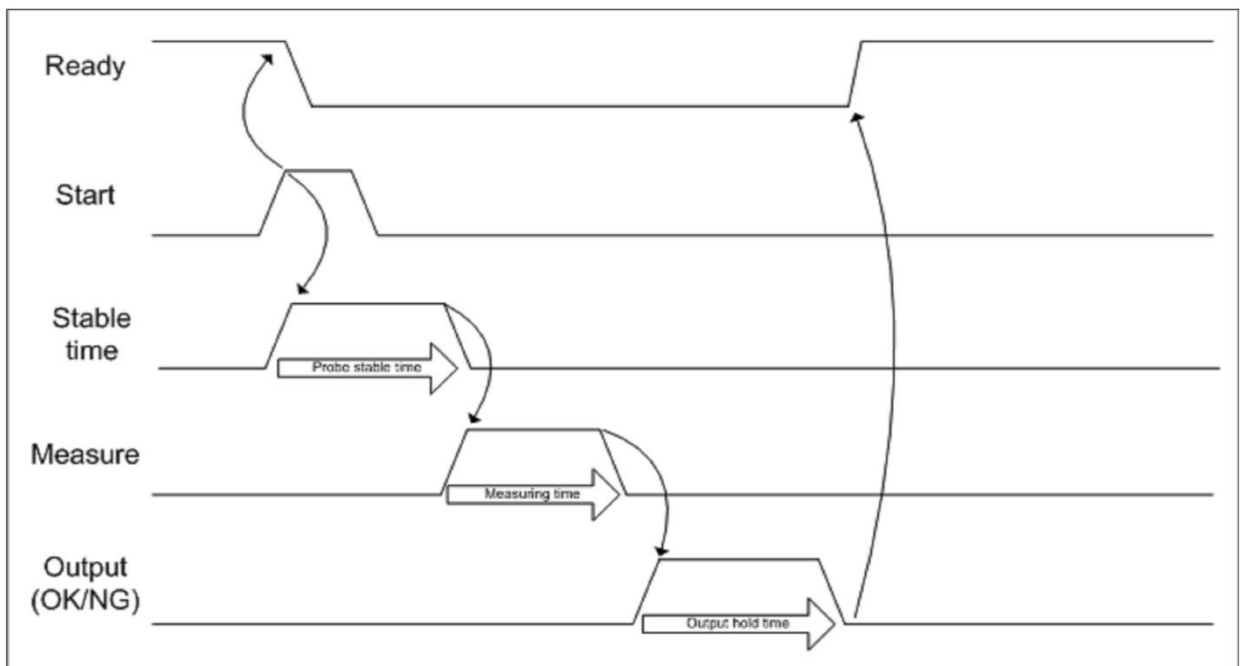 Ready
Start
Stable
time
Probe stable time
Measure
Measuring time
Output
(OK/NG)
Output hold time